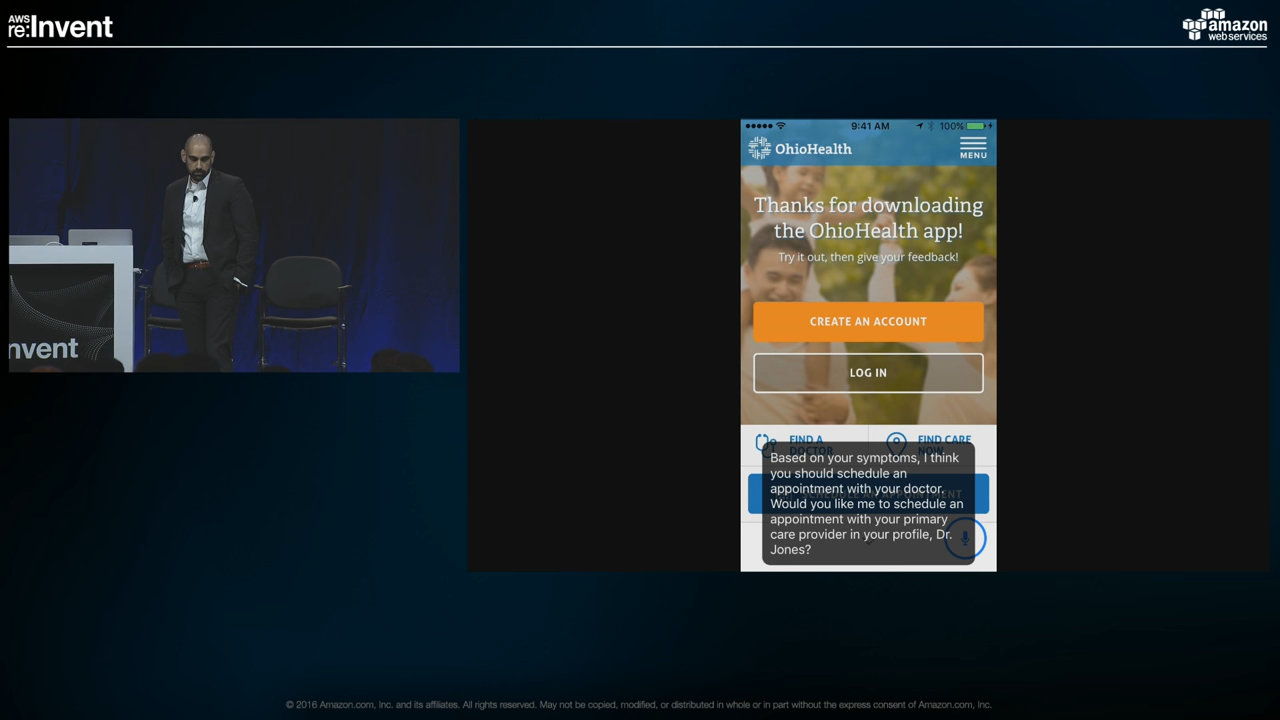 AWS
re:Invent
amazon
web services
nvent
9:41 AM
100%
OhioHealth
MENU
Thanks for downloading
the OhioHealth app!
Try it out, then give your feedback!
CREATE AN ACCOUNT
LOG IN
FIND A
DOCTOR
FIND CARE
NOW
Based on your symptoms, I think
you should schedule an
appointment with your doctor.
Would you like me to schedule an
appointment with your primary
care provider in your profile, Dr.
Jones?
© 2016 Amazon.com, Inc. and its affiliates. All rights reserved. May not be copied, modified, or distributed in whole or in part without the express consent of Amazon.com, Inc.